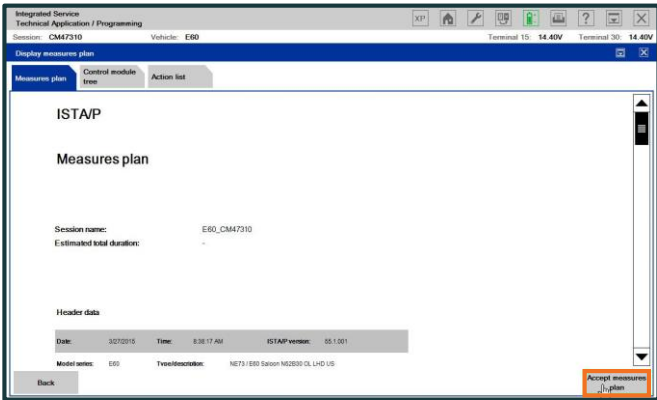 Integrated Service
Technical Application / Programming
XP
?
Session: CM47310 Vehicle: E60 Terminal 15: 14.40V Terminal 30: 14.40V
Display measures plan
Measures plan
Control module
tree
Action list
ISTA/P
Measures plan
Session name: E60_CM47310
Estimated total duration: -
Header data
Date: 3/27/2015 Time: 8:38:17 AM ISTA/P version: 55.1.001
Model series: E60 Type/description: NE73 / E60 Saloon N52B30 OL LHD US
Back
Accept measures
plan